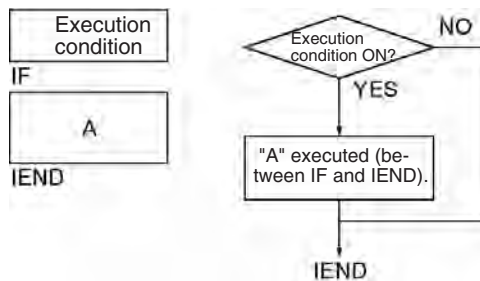 Execution
condition
IF
A
IEND
Execution
condition ON?
NO
YES
"A" executed (be-
tween IF and IEND).
IEND